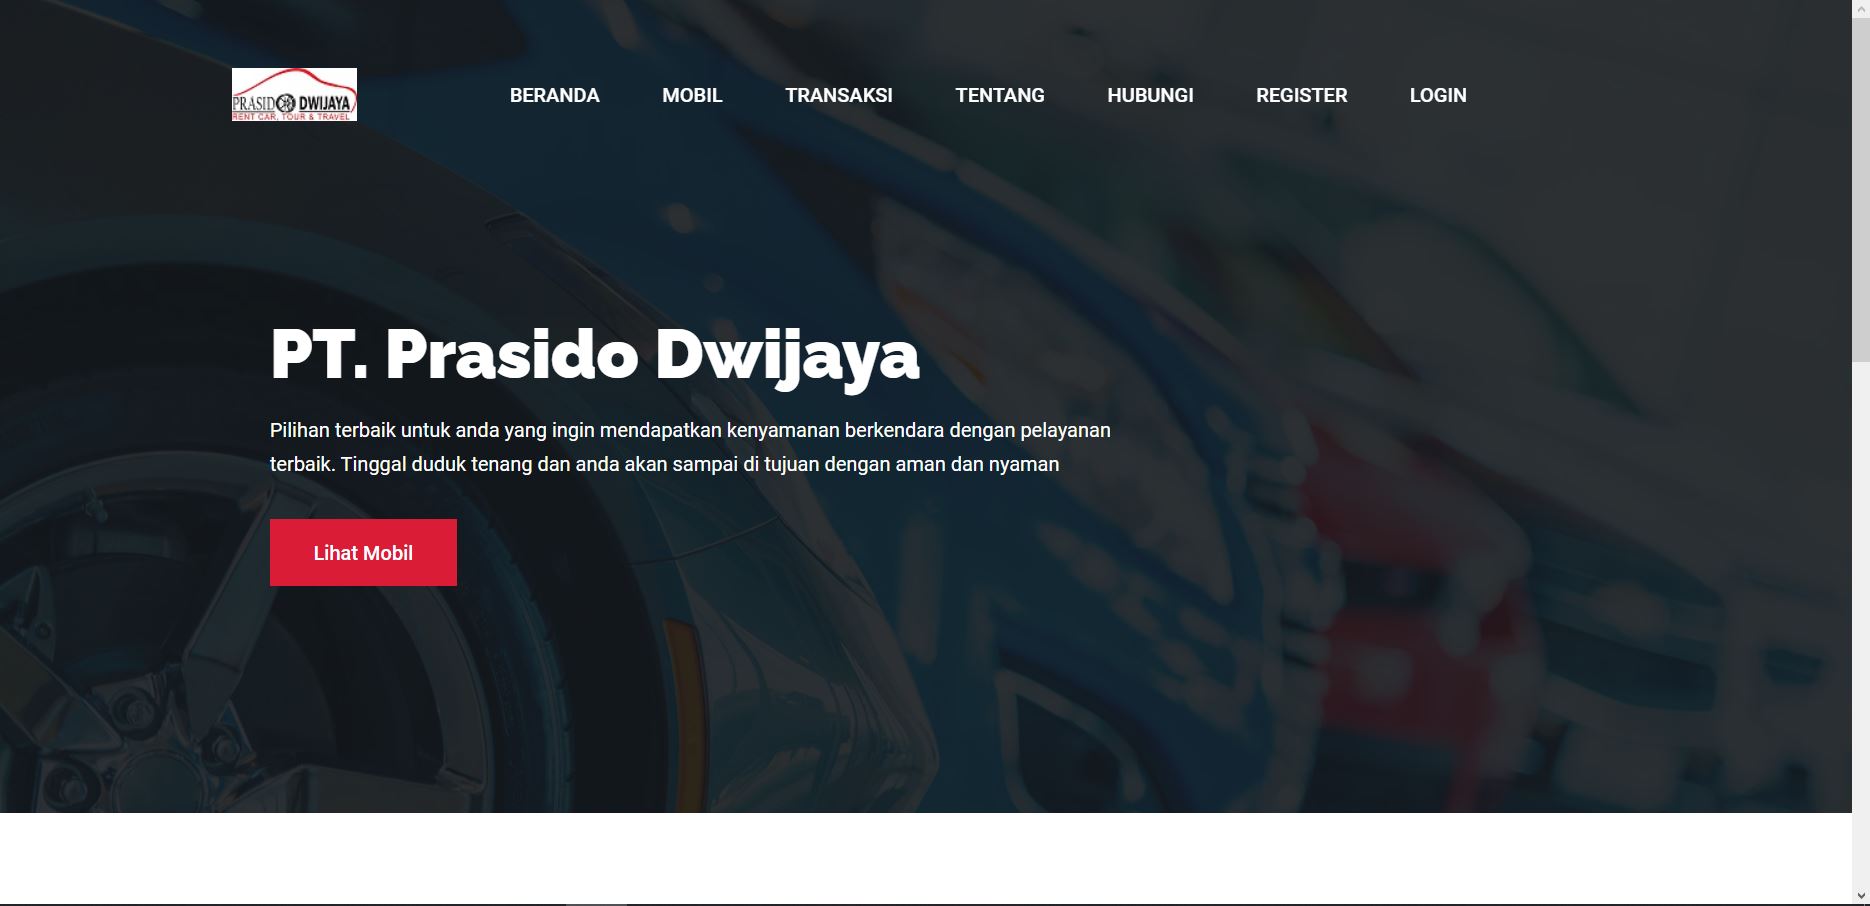 PRASIDO DWIJAYA
RENT CAR, TOUR & TRAVEL
BERANDA MOBIL TRANSAKSI TENTANG HUBUNGI REGISTER LOGIN
PT. Prasido Dwijaya
Pilihan terbaik untuk anda yang ingin mendapatkan kenyamanan berkendara dengan pelayanan
terbaik. Tinggal duduk tenang dan anda akan sampai di tujuan dengan aman dan nyaman
Lihat Mobil